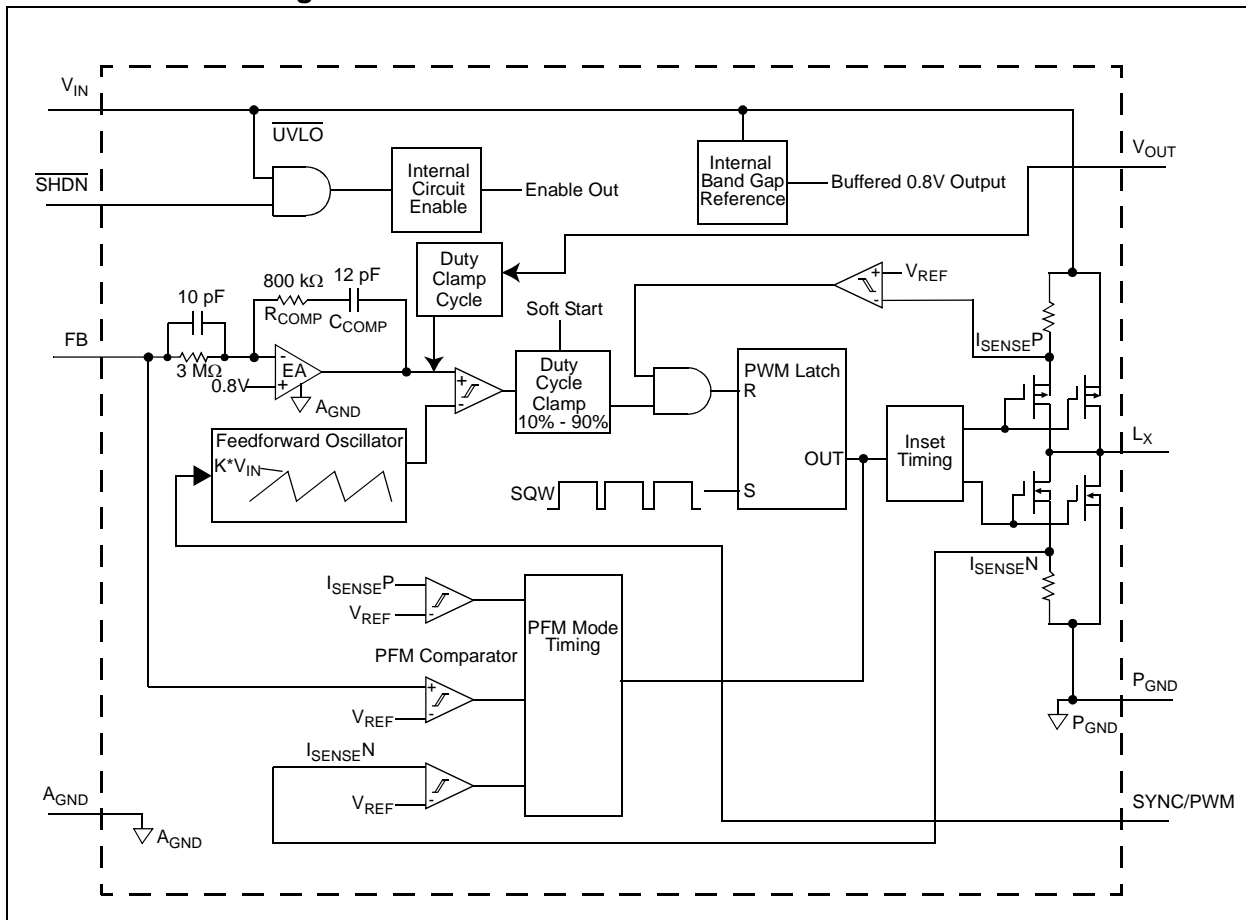 V_IN
UVLO
SHDN
Internal
Circuit
Enable
Enable Out
Internal
Band Gap
Reference
Buffered 0.8V Output
V_OUT
Duty
Clamp
Cycle
800 kΩ
12 pF
R_COMP
C_COMP
10 pF
FB
3 MΩ
0.8V
-
+
EA
A_GND
Soft Start
+
-
Duty
Cycle
Clamp
10% - 90%
+
-
V_REF
I_SENSE P
PWM Latch
R
OUT
S
SQW
Inset
Timing
L_X
Feedforward Oscillator
K*V_IN
I_SENSE N
I_SENSE P
V_REF
-
PFM Mode
Timing
PFM Comparator
+
-
V_REF
I_SENSE N
V_REF
-
P_GND
P_GND
A_GND
A_GND
SYNC/PWM